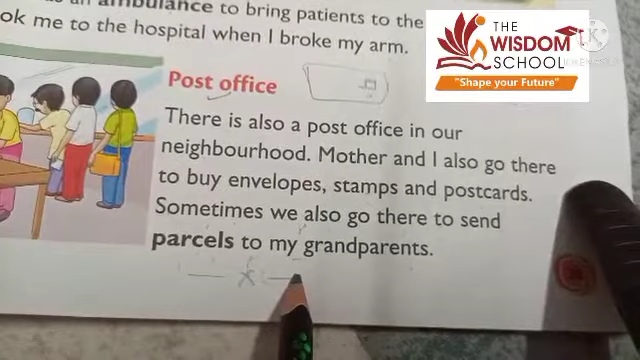 ambulance to bring patients to the
ok me to the hospital when I broke my arm.
Post office
There is also a post office in our
neighbourhood. Mother and I also go there
to buy envelopes, stamps and postcards.
Sometimes we also go there to send
parcels to my grandparents.
THE
WISDOM
SCHOOL
"Shape your Future"